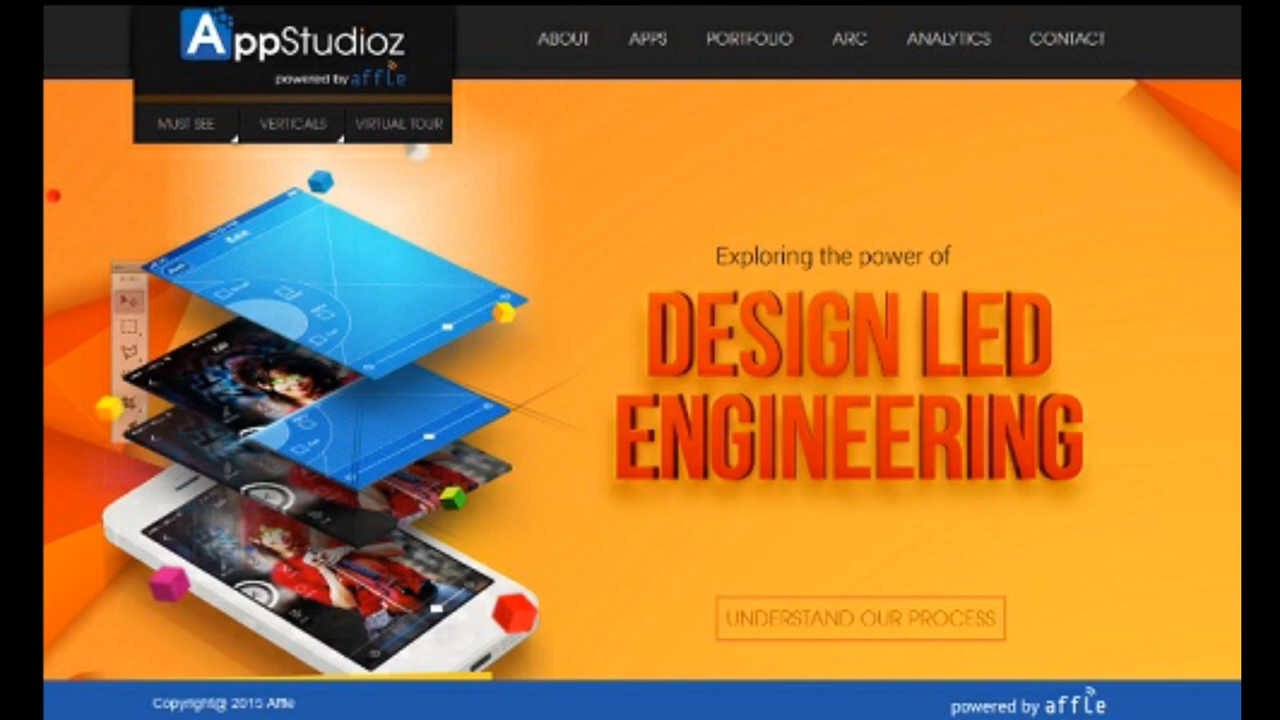 AppStudioz
powered by affle
ABOUT APPS PORTFOLIO ARC ANALYTICS CONTACT
MUST SEE VERTICALS VIRTUAL TOUR
Edit
Exploring the power of
DESIGN LED
ENGINEERING
UNDERSTAND OUR PROCESS
Copyright@ 2015 Affle
powered by affle